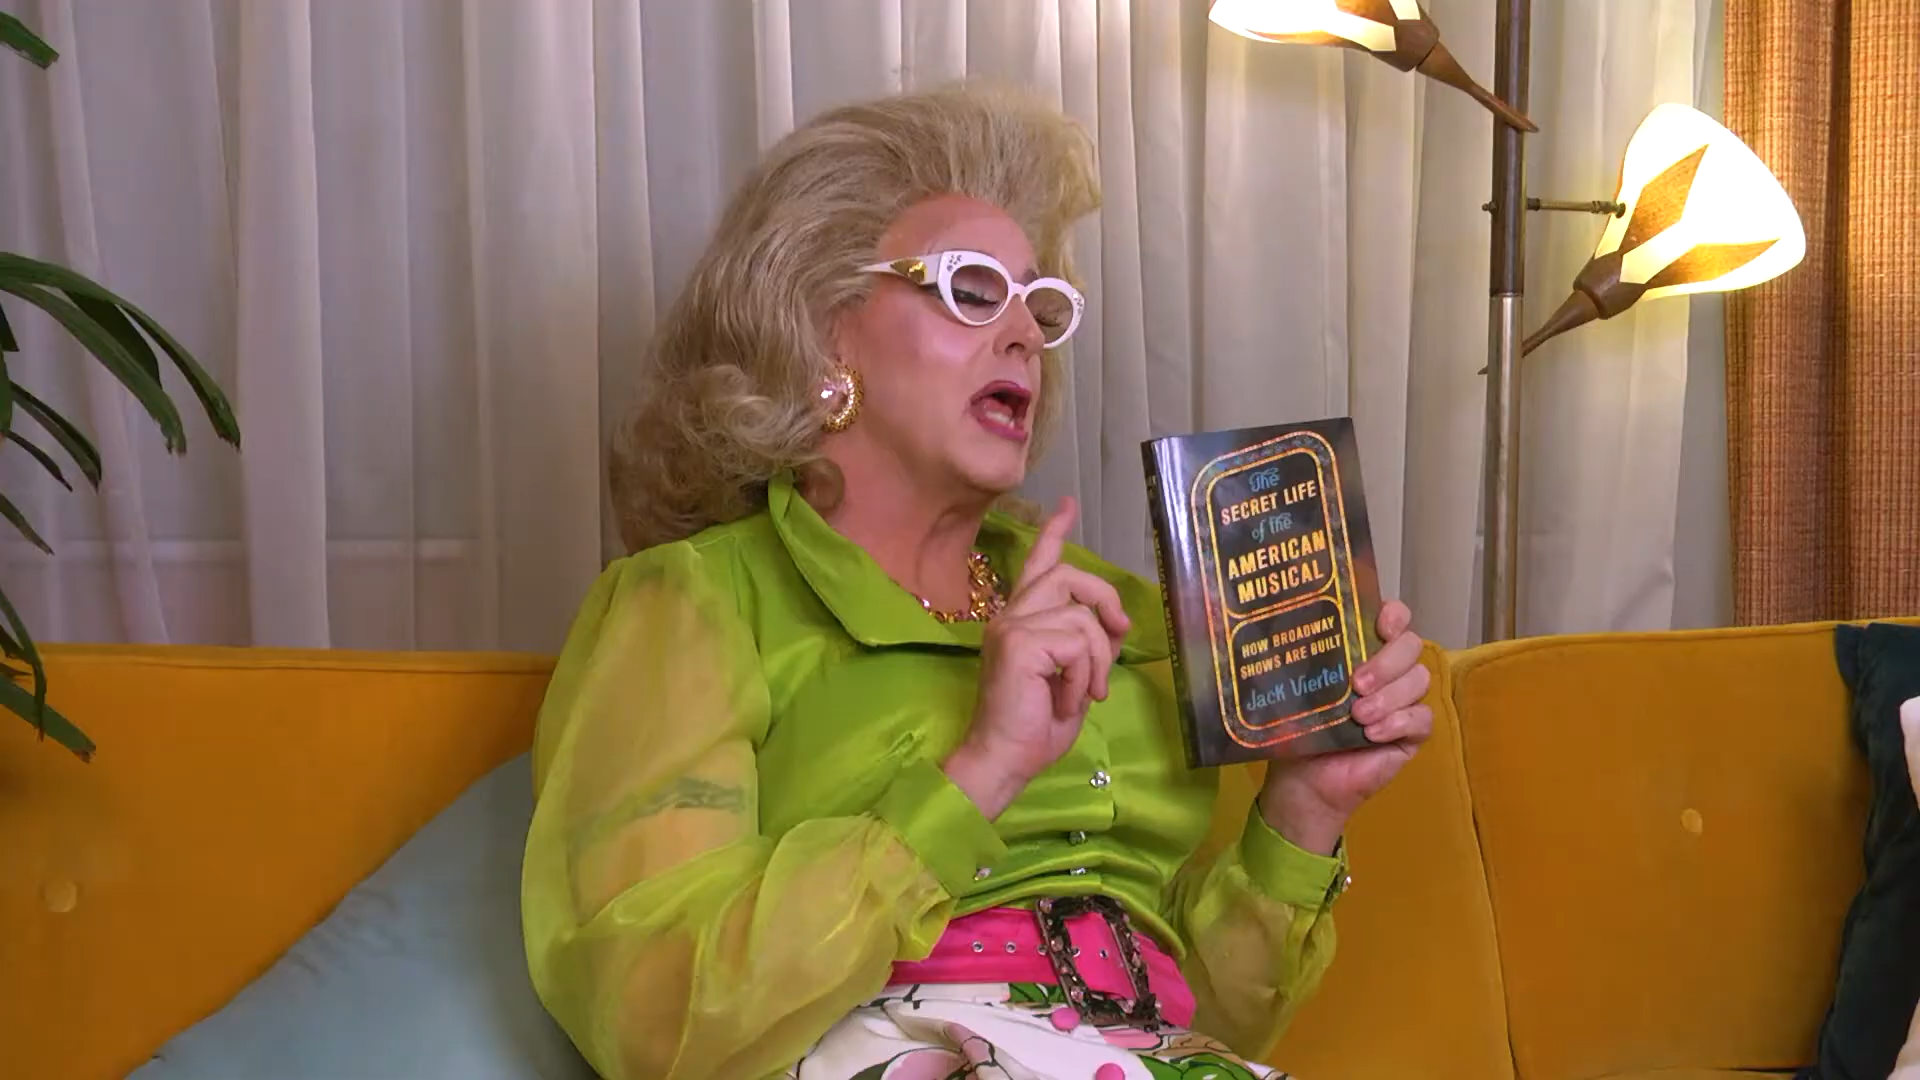 The
SECRET LIFE
of the
AMERICAN
MUSICAL
HOW BROADWAY
SHOWS ARE BUILT
Jack Viertel